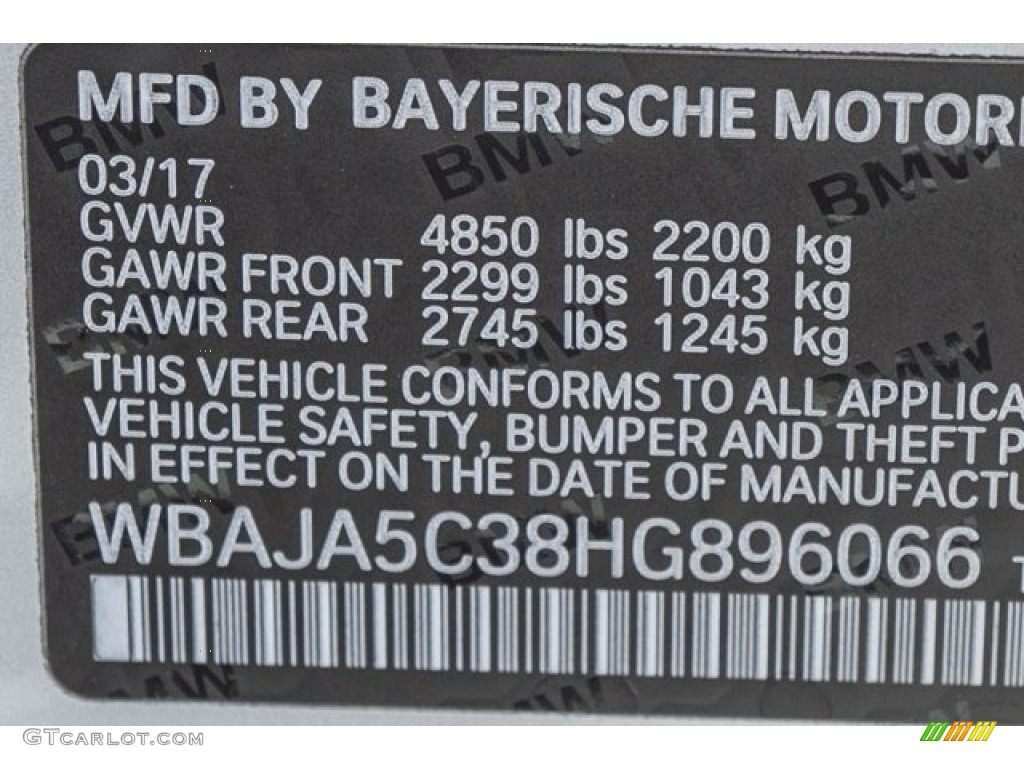 MFD BY BAYERISCHE MOTOR
03/17
GVWR 4850 lbs 2200 kg
GAWR FRONT 2299 lbs 1043 kg
GAWR REAR 2745 lbs 1245 kg
THIS VEHICLE CONFORMS TO ALL APPLICA
VEHICLE SAFETY, BUMPER AND THEFT P
IN EFFECT ON THE DATE OF MANUFACTU
WBAJA5C38HG896066
GTCARLOT.COM